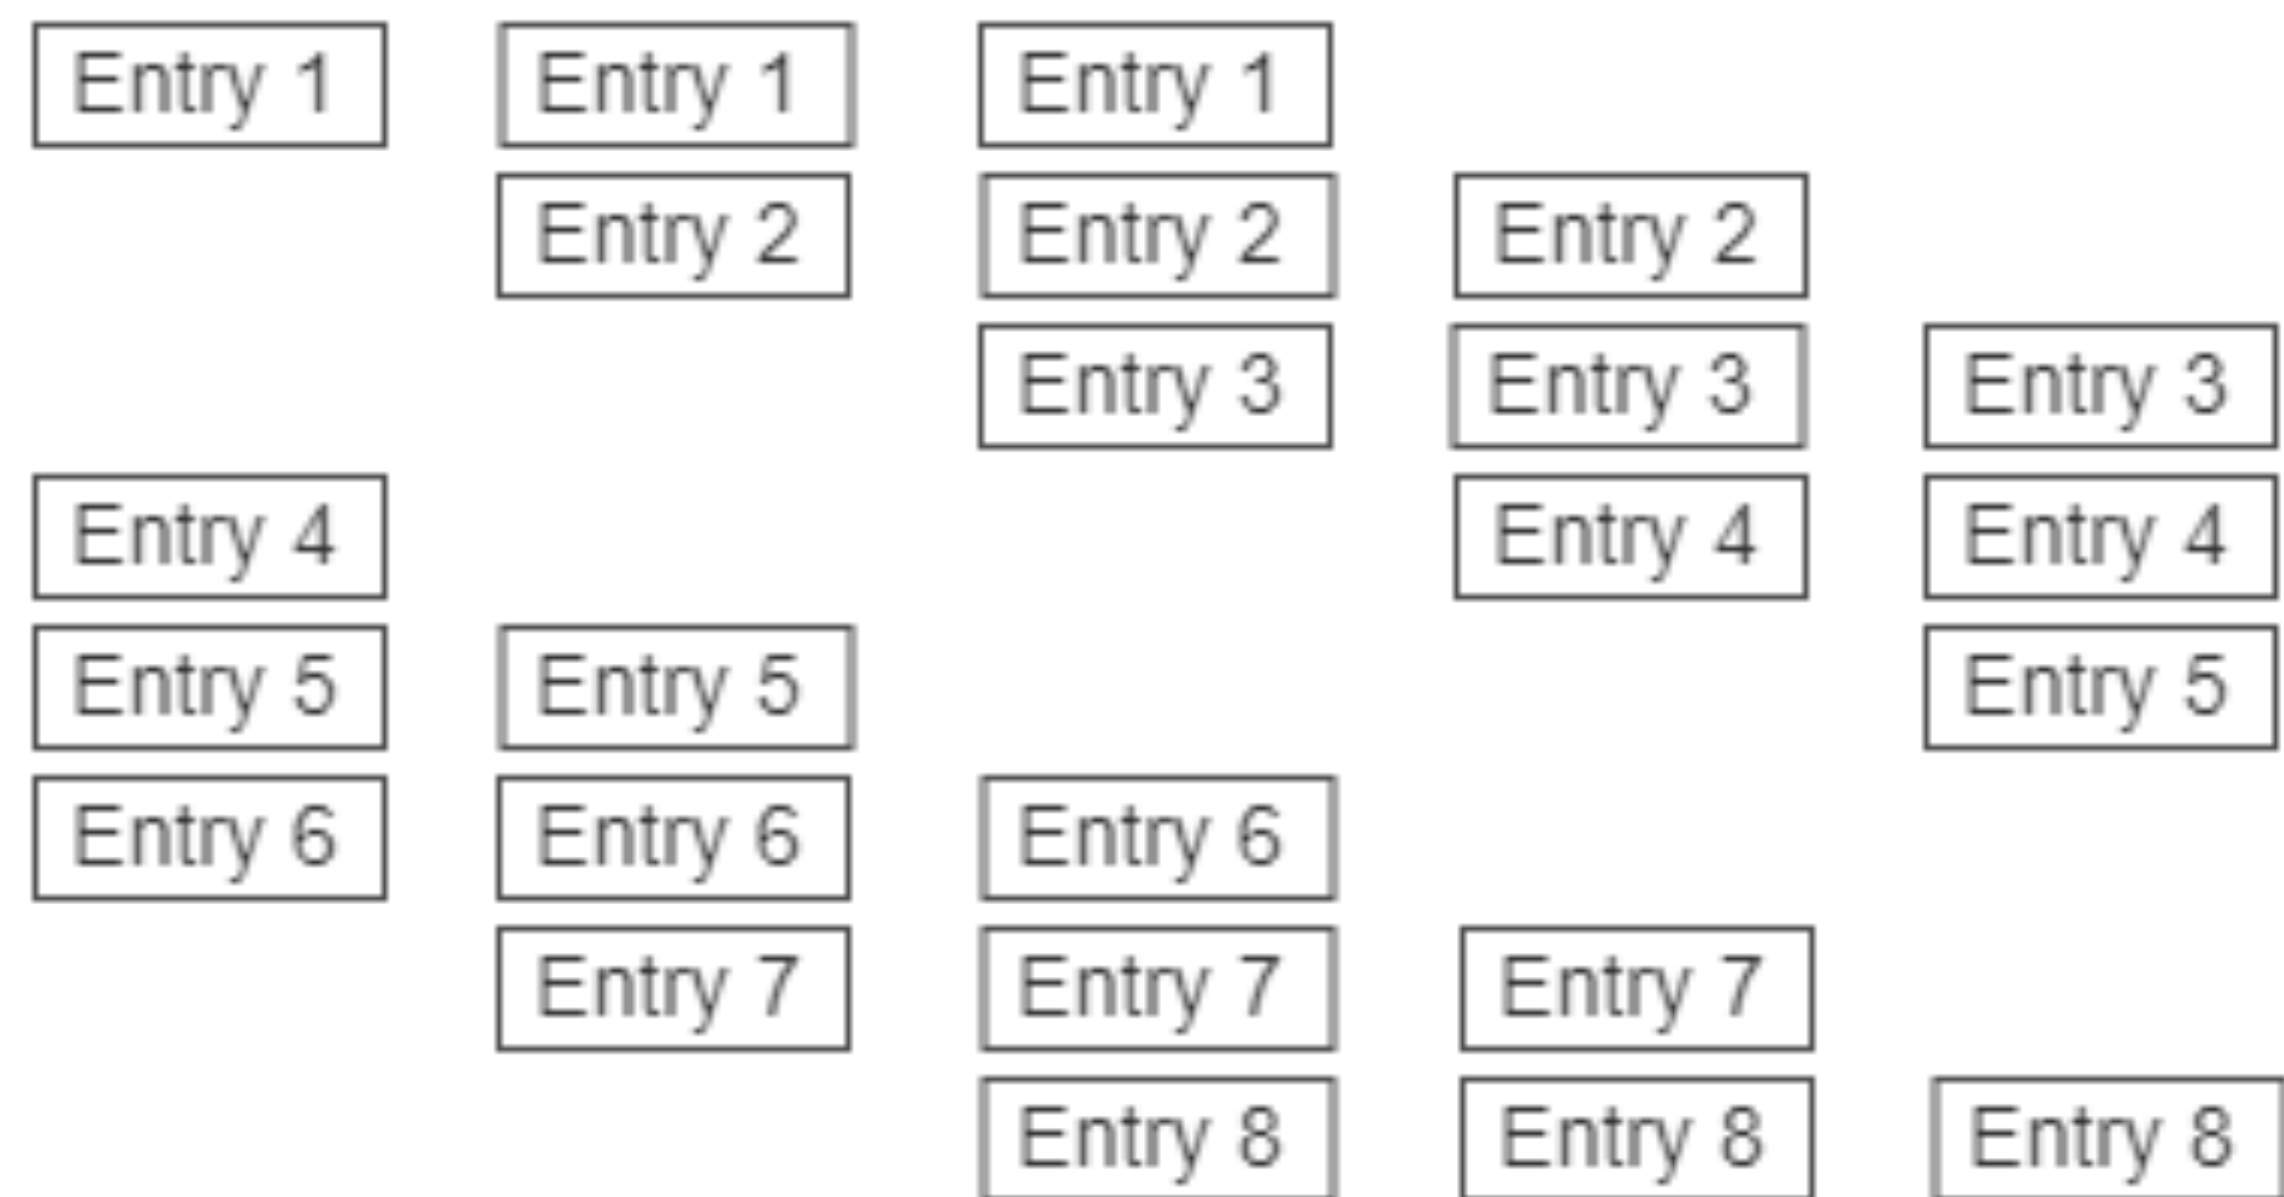 Entry 1 Entry 1 Entry 1
Entry 2 Entry 2 Entry 2
Entry 3 Entry 3 Entry 3
Entry 4 Entry 4 Entry 4
Entry 5 Entry 5 Entry 5
Entry 6 Entry 6 Entry 6
Entry 7 Entry 7 Entry 7
Entry 8 Entry 8 Entry 8